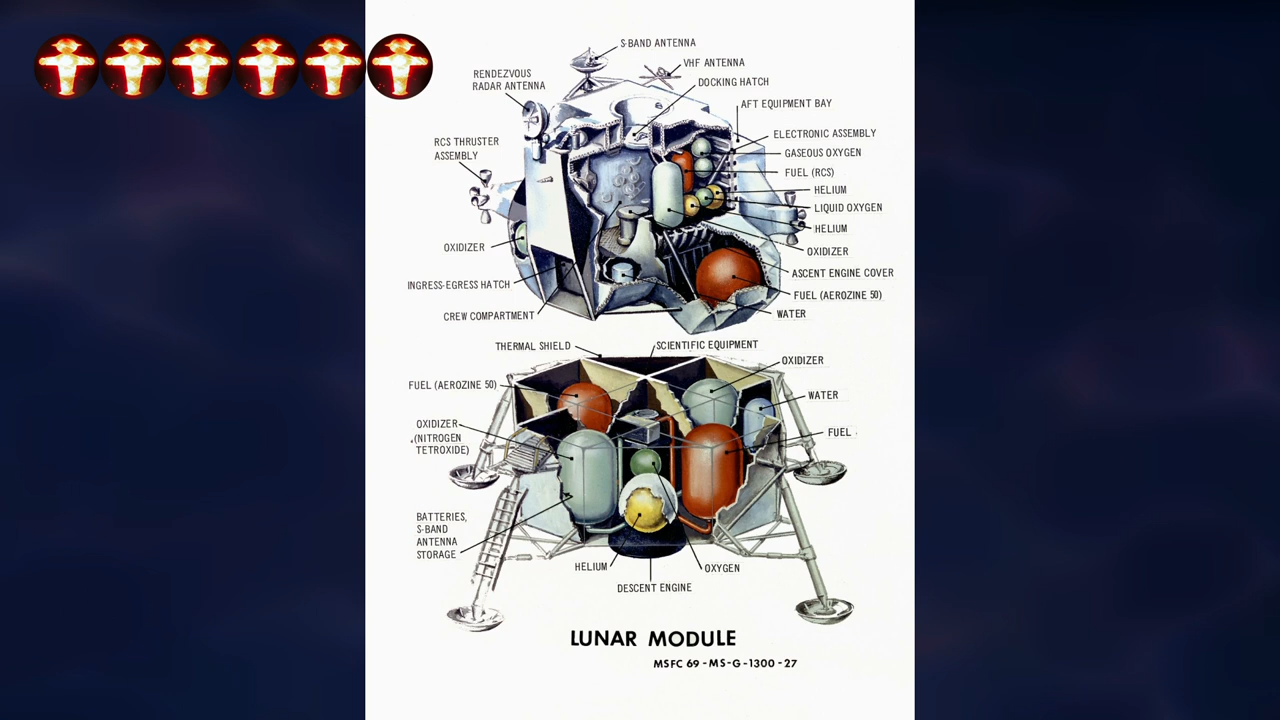 S-BAND ANTENNA
VHF ANTENNA
RENDEZVOUS
RADAR ANTENNA
DOCKING HATCH
AFT EQUIPMENT BAY
RCS THRUSTER
ASSEMBLY
ELECTRONIC ASSEMBLY
GASEOUS OXYGEN
FUEL (RCS)
HELIUM
LIQUID OXYGEN
HELIUM
OXIDIZER
OXIDIZER
ASCENT ENGINE COVER
INGRESS-EGRESS HATCH
FUEL (AEROZINE 50)
CREW COMPARTMENT
WATER
THERMAL SHIELD
SCIENTIFIC EQUIPMENT
OXIDIZER
FUEL (AEROZINE 50)
WATER
OXIDIZER
(NITROGEN
TETROXIDE)
FUEL
BATTERIES,
S-BAND
ANTENNA
STORAGE
HELIUM
OXYGEN
DESCENT ENGINE
LUNAR MODULE
MSFC 69-MS-G-1300-27